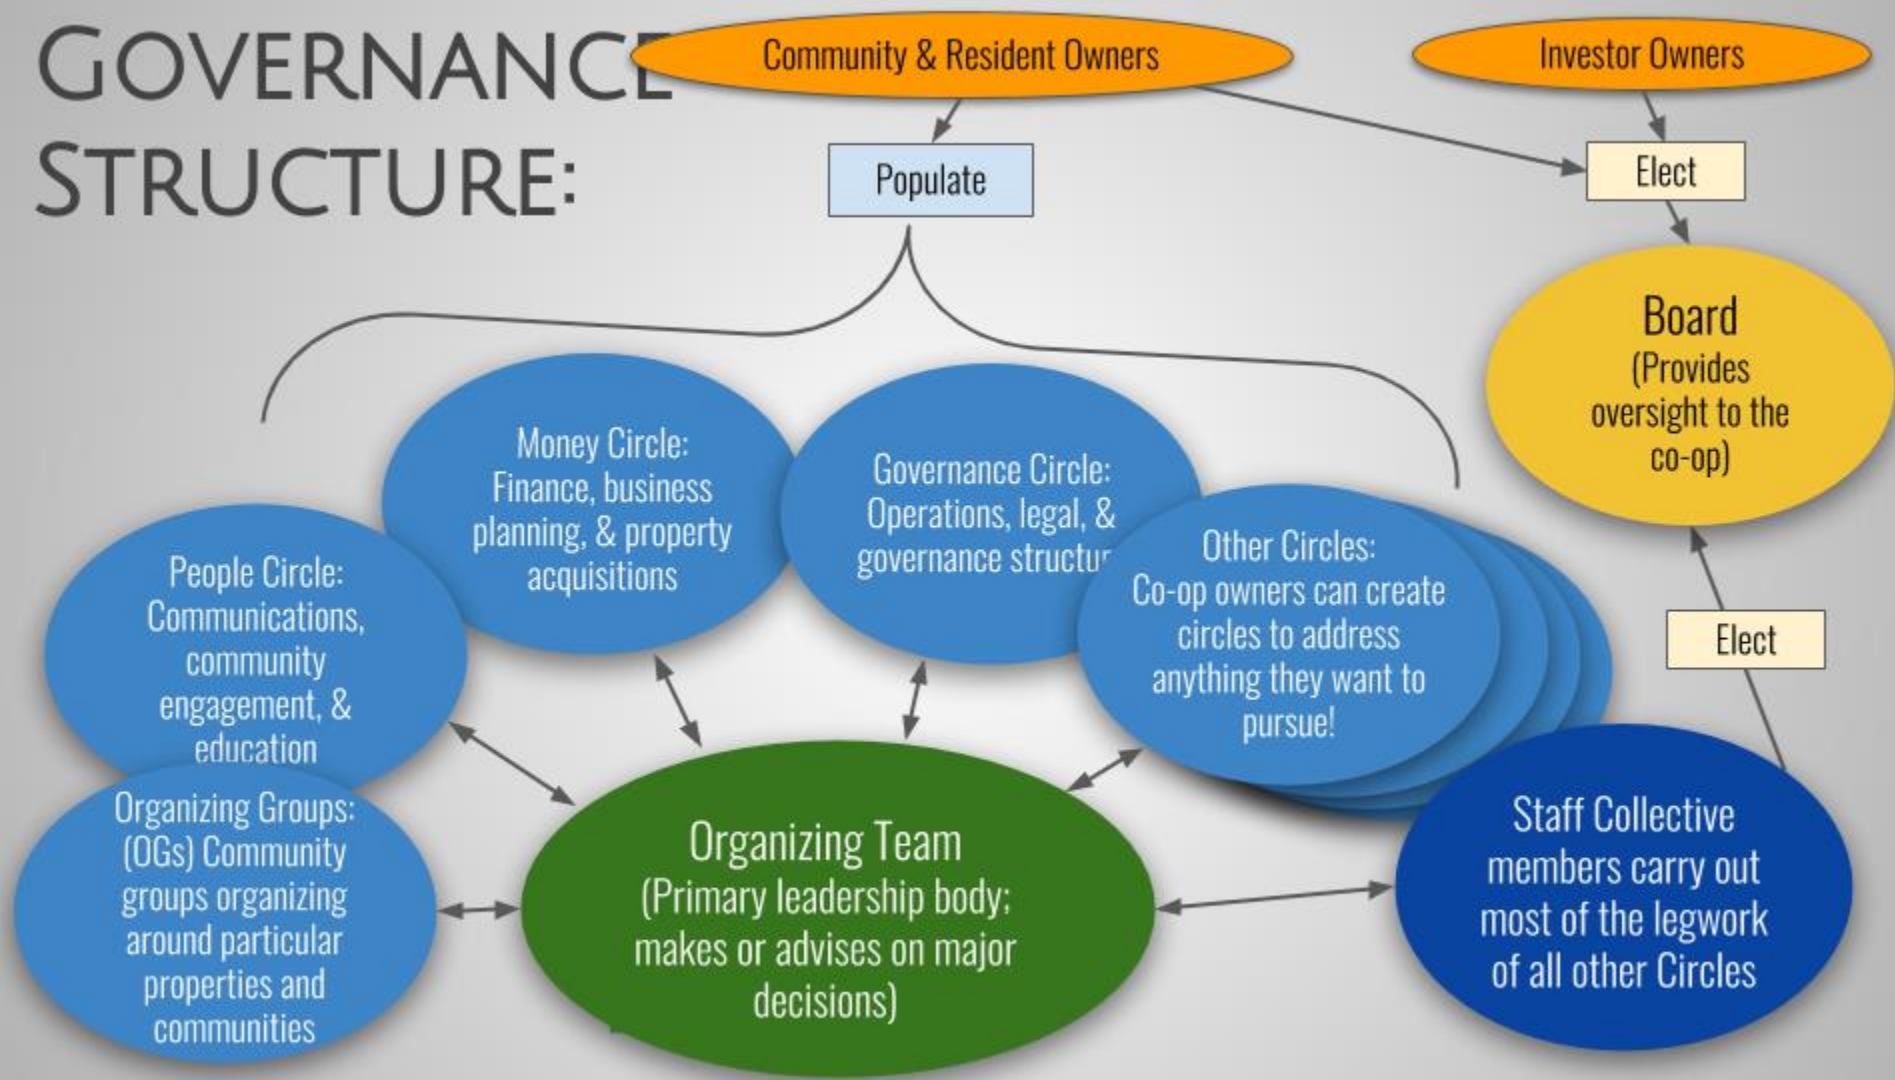 GOVERNANCE
STRUCTURE:
Community & Resident Owners
Investor Owners
Populate
Elect
Board
(Provides
oversight to the
co-op)
Money Circle:
Finance, business
planning, & property
acquisitions
Governance Circle:
Operations, legal, &
governance structur
Other Circles:
Co-op owners can create
circles to address
anything they want to
pursue!
People Circle:
Communications,
community
engagement, &
education
Elect
Organizing Groups:
(OGs) Community
groups organizing
around particular
properties and
communities
Organizing Team
(Primary leadership body;
makes or advises on major
decisions)
Staff Collective
members carry out
most of the legwork
of all other Circles